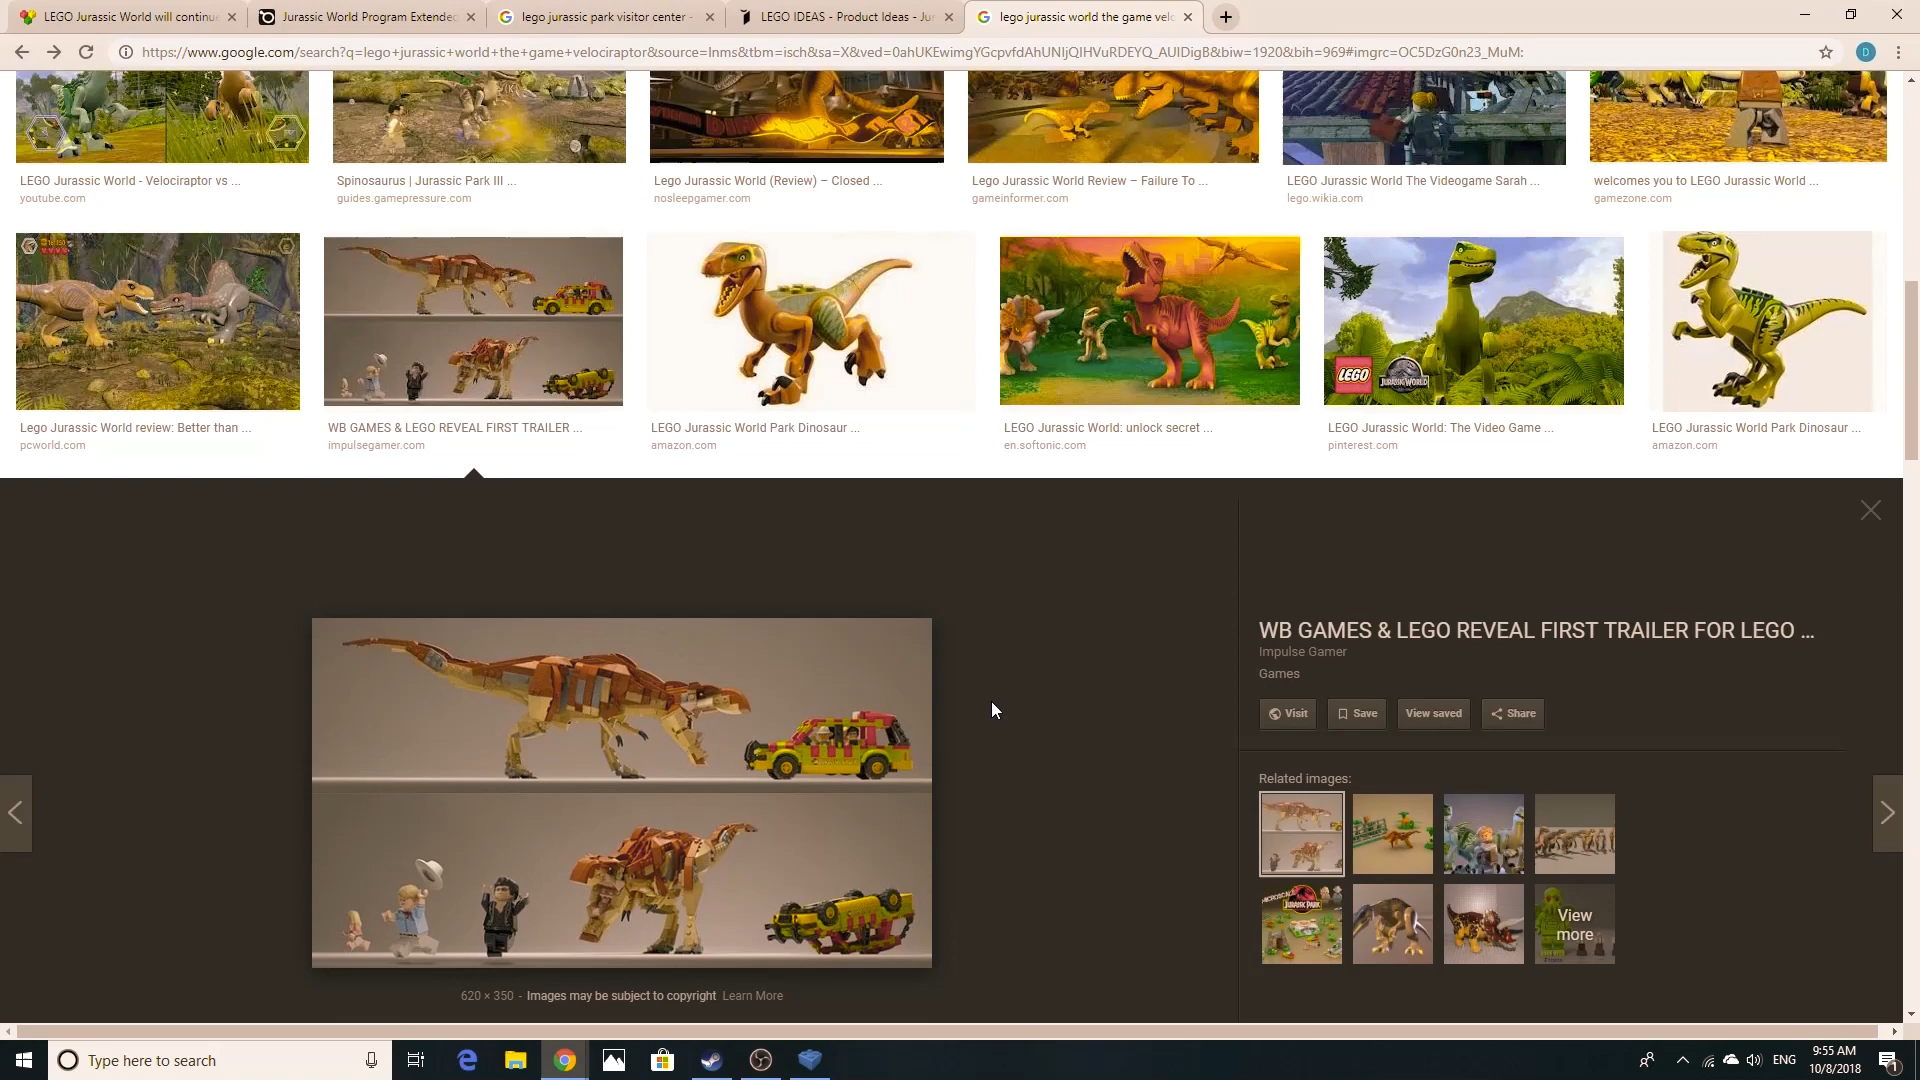 LEGO Jurassic World will continue
Jurassic World Program Extended
lego jurassic park visitor center -
LEGO IDEAS - Product Ideas - Jur
lego jurassic world the game velo
https://www.google.com/search?q=lego+jurassic+world+the+game+velociraptor&source=lnms&tbm=isch&sa=X&ved=0ahUKEwimgYGcpvfdAhUNIjQIHVuRDEYQ_AUIDigB&biw=1920&bih=969#imgrc=OC5DzG0n23_MuM:
D
LEGO Jurassic World - Velociraptor vs ...
youtube.com
Spinosaurus | Jurassic Park III ...
guides.gamepressure.com
Lego Jurassic World (Review) – Closed ...
nosleepgamer.com
Lego Jurassic World Review – Failure To ...
gameinformer.com
LEGO Jurassic World The Videogame Sarah ...
lego.wikia.com
welcomes you to LEGO Jurassic World ...
gamezone.com
LEGO
JURASSIC WORLD
Lego Jurassic World review: Better than ...
pcworld.com
WB GAMES & LEGO REVEAL FIRST TRAILER ...
impulsegamer.com
LEGO Jurassic World Park Dinosaur ...
amazon.com
LEGO Jurassic World: unlock secret ...
en.softonic.com
LEGO Jurassic World: The Video Game ...
pinterest.com
LEGO Jurassic World Park Dinosaur ...
amazon.com
WB GAMES & LEGO REVEAL FIRST TRAILER FOR LEGO ...
Impulse Gamer
Games
Visit
Save
View saved
Share
Related images:
JURASSIC PARK
View
more
620 × 350 - Images may be subject to copyright Learn More
Type here to search
ENG
9:55 AM
10/8/2018
1